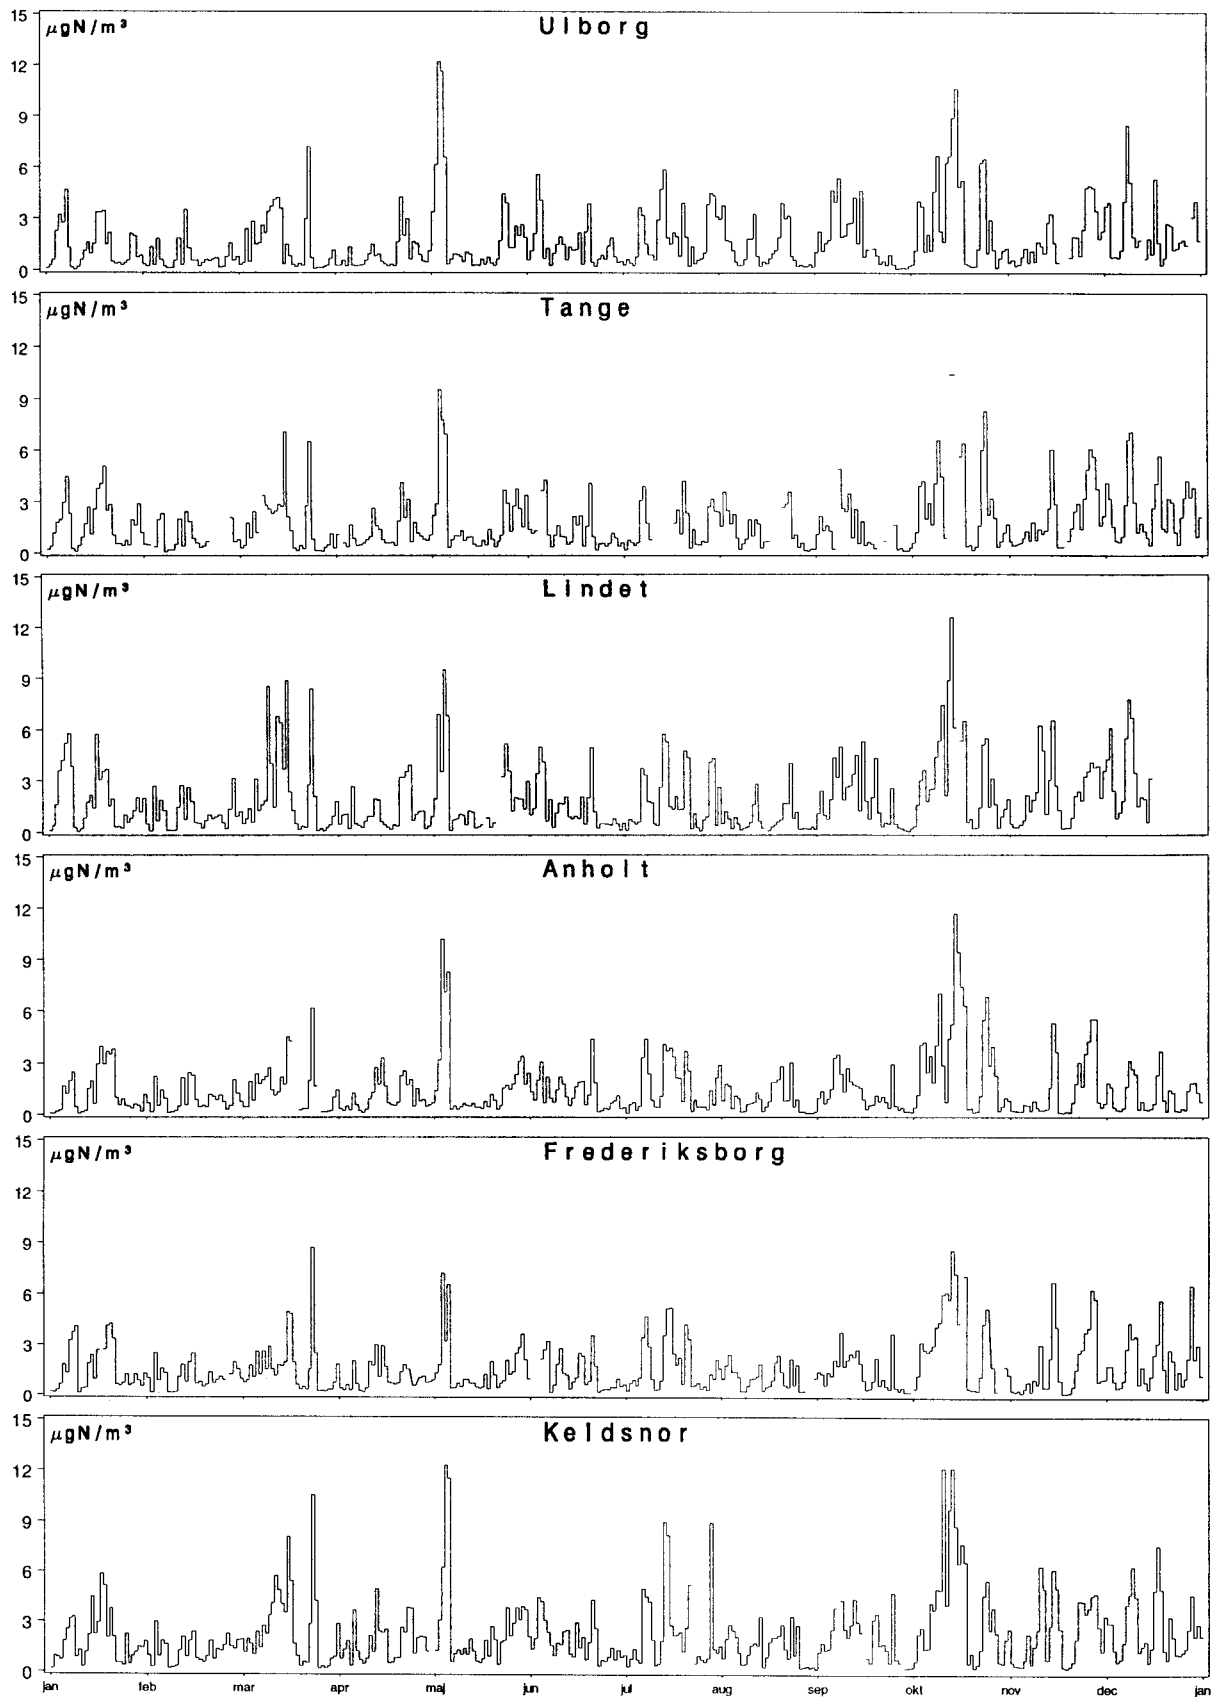 Ulborg
µgN/m³
15
12
9
6
3
0
Tange
µgN/m³
15
12
9
6
3
0
Lindet
µgN/m³
15
12
9
6
3
0
Anholt
µgN/m³
15
12
9
6
3
0
Frederiksborg
µgN/m³
15
12
9
6
3
0
Keldsnor
µgN/m³
15
12
9
6
3
0
jan feb mar apr maj jun jul aug sep okt nov dec jan